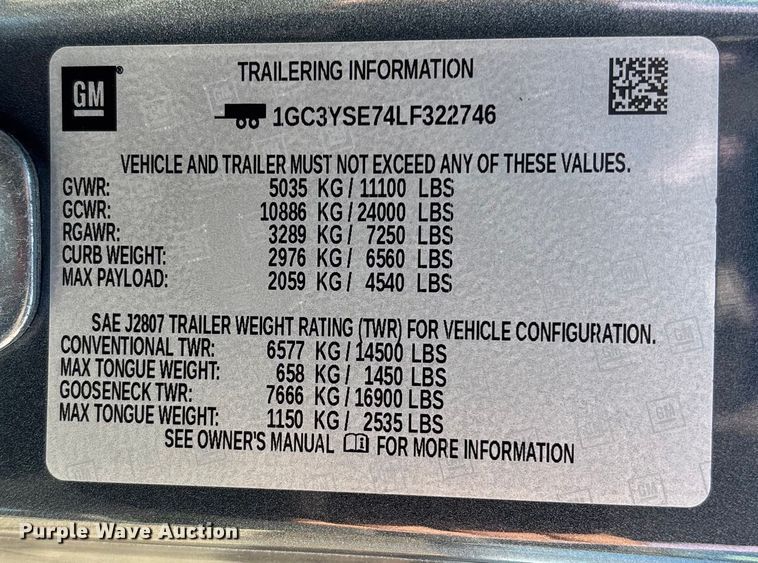 GM®
TRAILERING INFORMATION
1GC3YSE74LF322746
VEHICLE AND TRAILER MUST NOT EXCEED ANY OF THESE VALUES.
GVWR: 5035 KG / 11100 LBS
GCWR: 10886 KG / 24000 LBS
RGAWR: 3289 KG / 7250 LBS
CURB WEIGHT: 2976 KG / 6560 LBS
MAX PAYLOAD: 2059 KG / 4540 LBS
SAE J2807 TRAILER WEIGHT RATING (TWR) FOR VEHICLE CONFIGURATION.
CONVENTIONAL TWR: 6577 KG / 14500 LBS
MAX TONGUE WEIGHT: 658 KG / 1450 LBS
GOOSENECK TWR: 7666 KG / 16900 LBS
MAX TONGUE WEIGHT: 1150 KG / 2535 LBS
SEE OWNER'S MANUAL FOR MORE INFORMATION
Purple Wave Auction